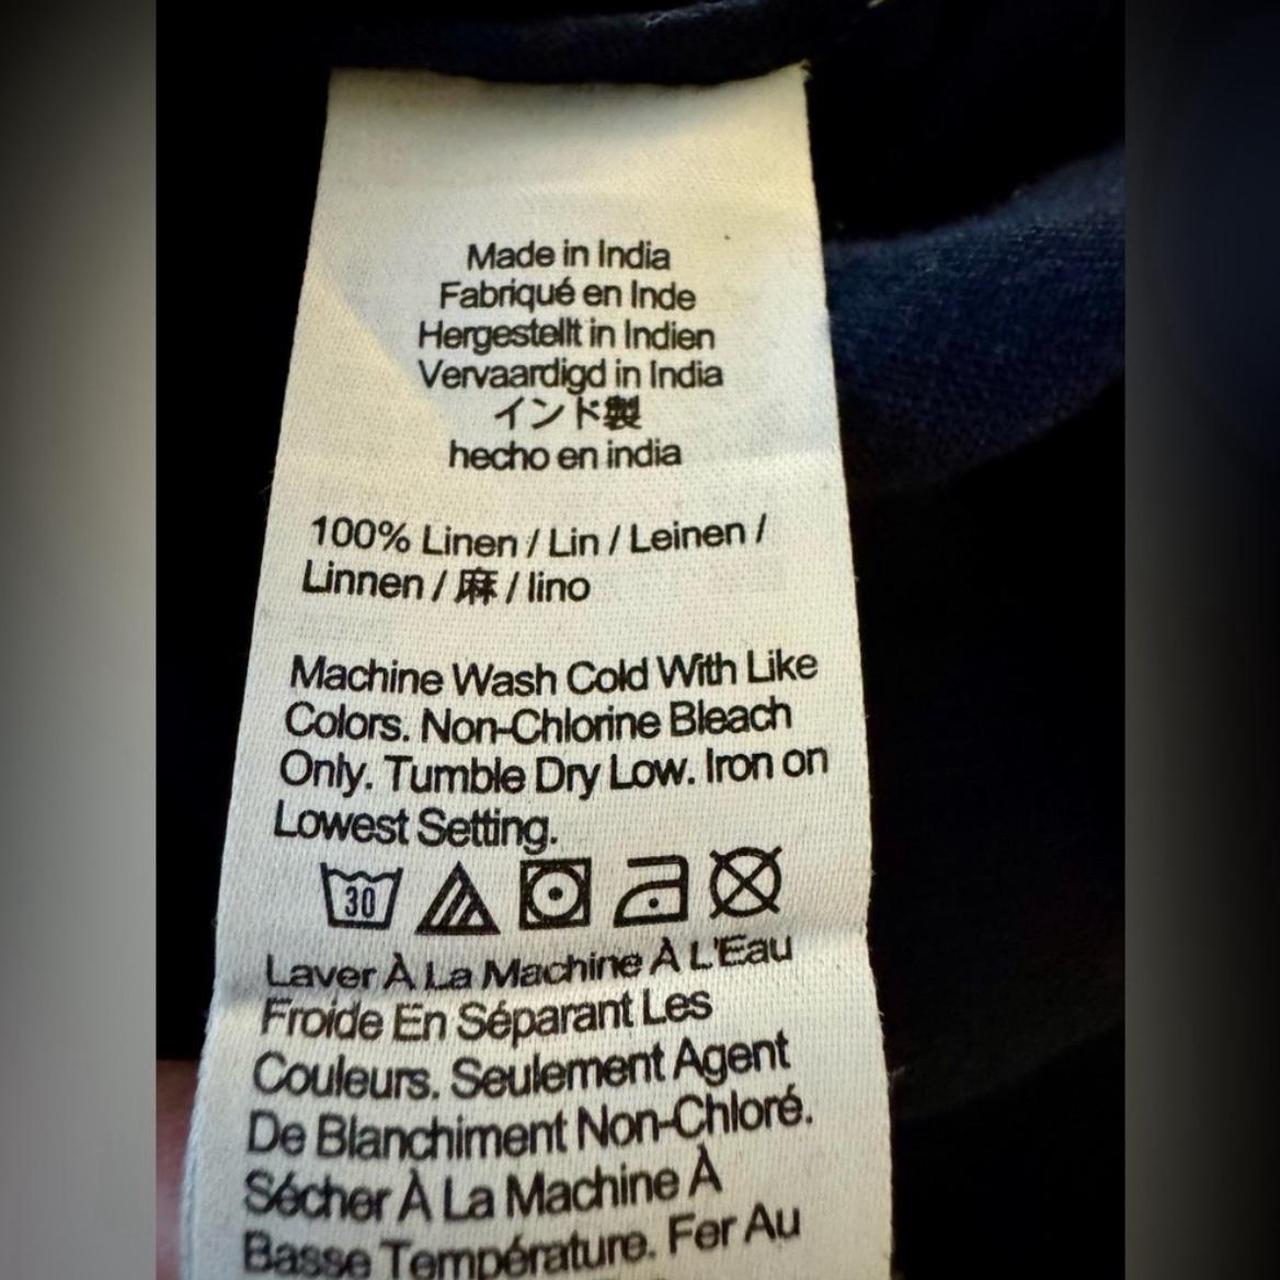 Made in India
Fabriqué en Inde
Hergestellt in Indien
Vervaardigd in India
インド製
hecho en india
100% Linen / Lin / Leinen /
Linnen / 麻 / lino
Machine Wash Cold With Like
Colors. Non-Chlorine Bleach
Only. Tumble Dry Low. Iron on
Lowest Setting.
30
Laver À La Machine À L'Eau
Froide En Séparant Les
Couleurs. Seulement Agent
De Blanchiment Non-Chloré.
Sécher À La Machine À
Basse Température. Fer Au